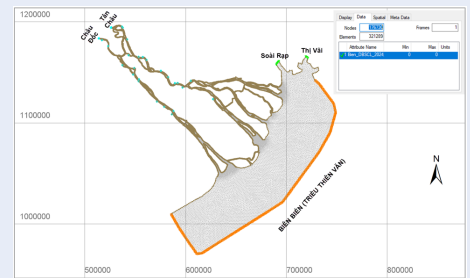 1200000
1100000
1000000
500000
600000
700000
800000
Tân
Châu
Châu
Đốc
Soài Rạp
Thị Vải
BIÊN BIỂN (TRIỀU THIÊN VĂN)
N
Display Data Spatial Meta Data
Nodes Frames 1
Elements 321289
Attribute Name Min Max Units
0 0